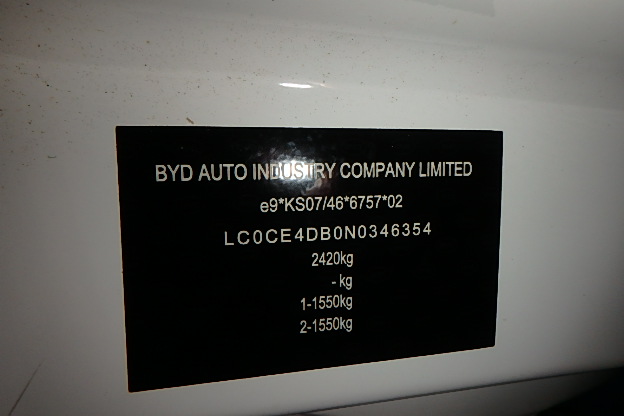 BYD AUTO INDUSTRY COMPANY LIMITED
e9*KS07/46*6757*02
LC0CE4DB0N0346354
2420kg
- kg
1-1550kg
2-1550kg